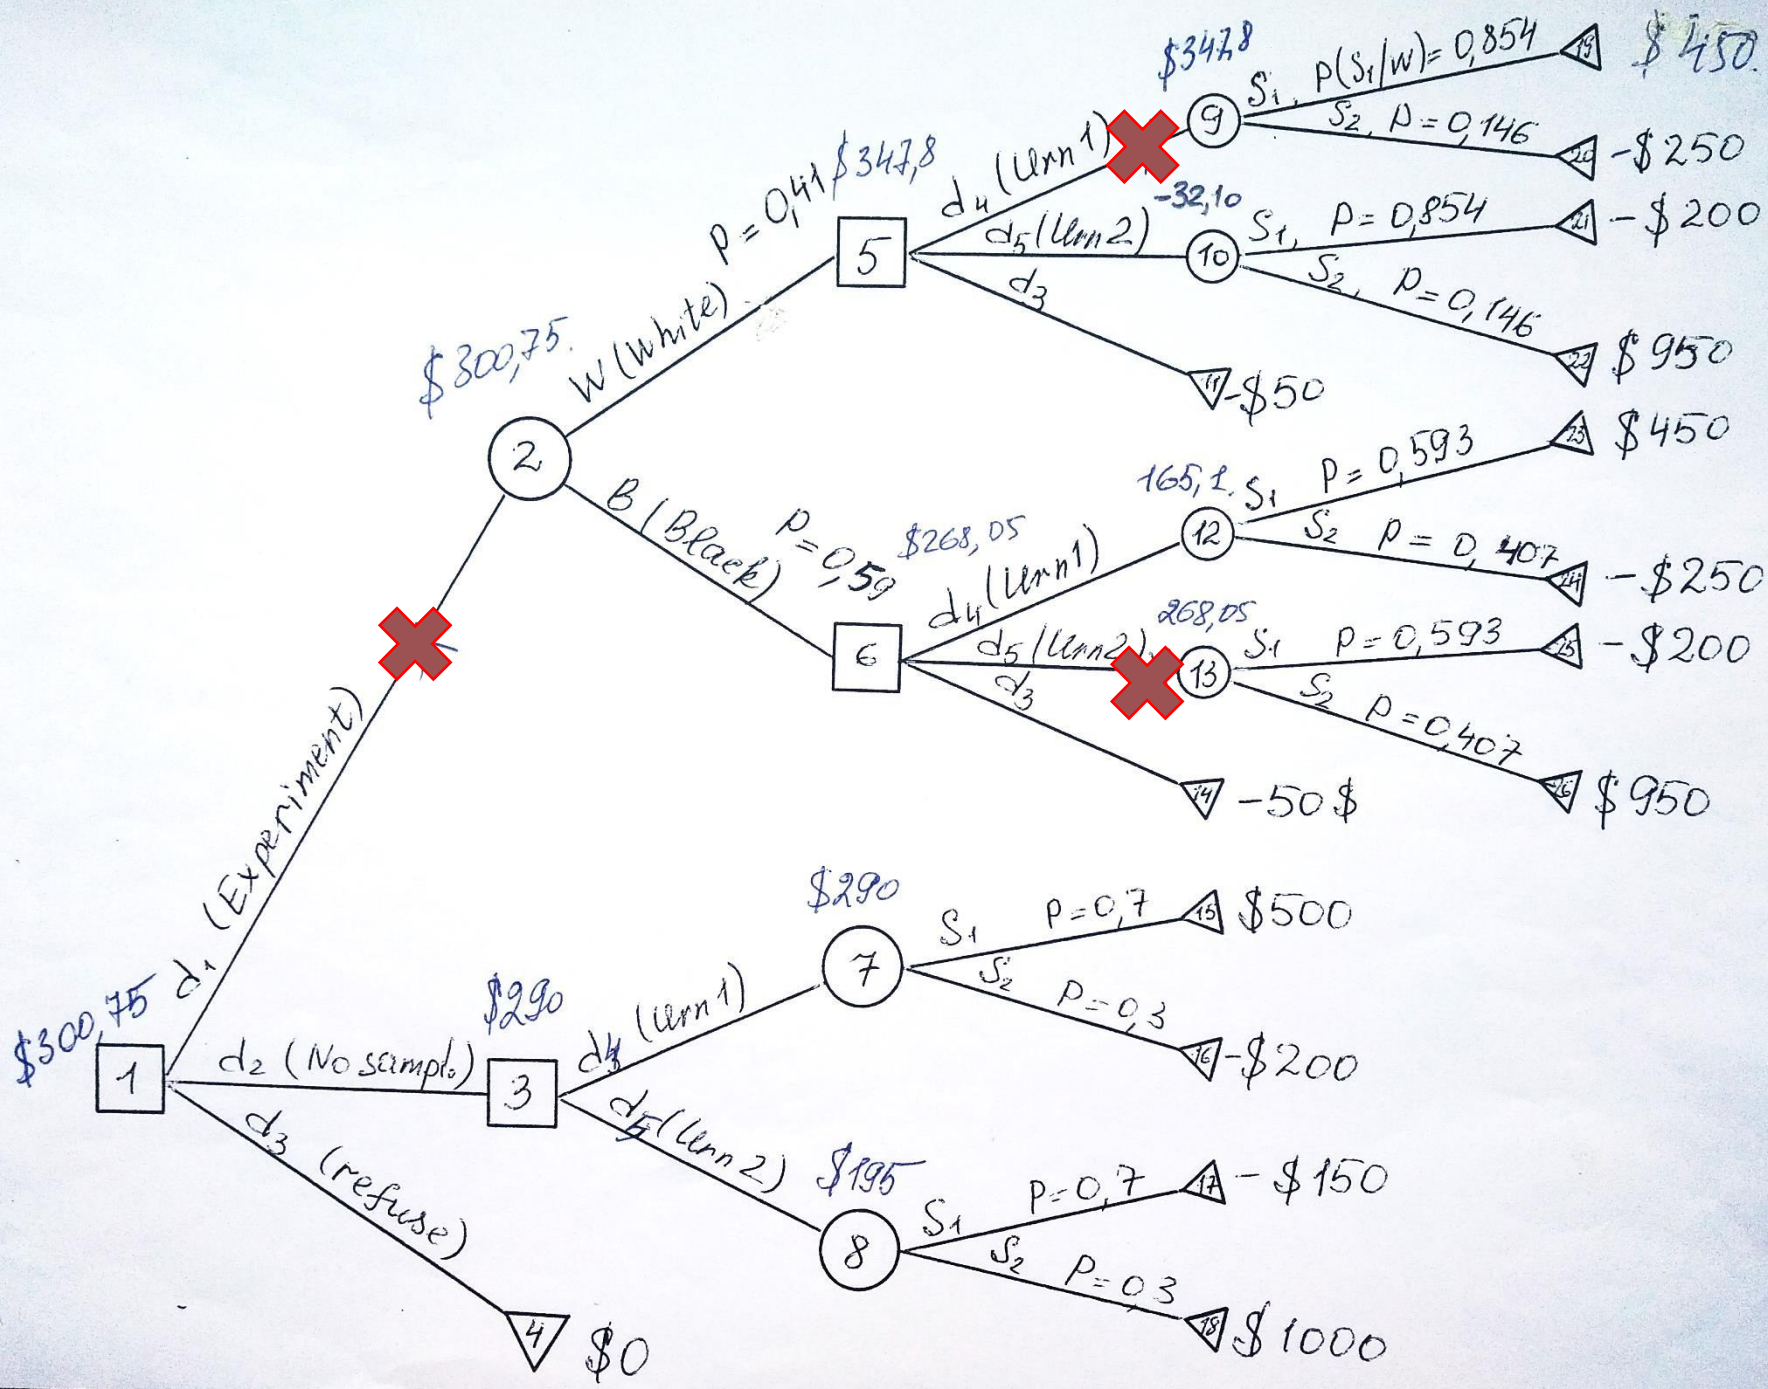 $347,8
S1, P(S1/W)=0,854
19
$450.
9
S2, P=0,146
20
-$250
d4 (Urn 1)
P=0,41
$347,8
-32,10
S1, P=0,854
21
-$200
5
d5 (Urn 2)
10
S2, P=0,146
22
$950
d3
11
-$50
W (White)
$300,75.
2
B (Black)
P=0,59
$268,05
165,1.
S1 P=0,593
23
$450
12
S2 P=0,407
24
-$250
d4 (Urn 1)
6
268,05
S1 P=0,593
25
-$200
d5 (Urn 2)
13
S2 P=0,407
26
$950
d3
14
-50$
d1 (Experiment)
$300,75
1
d2 (No sampl.)
$290
3
d4 (Urn 1)
$290
7
S1 P=0,7
15
$500
S2 P=0,3
16
-$200
d5 (Urn 2)
$195
8
S1 P=0,7
17
-$150
S2 P=0,3
18
$1000
d3 (refuse)
4
$0